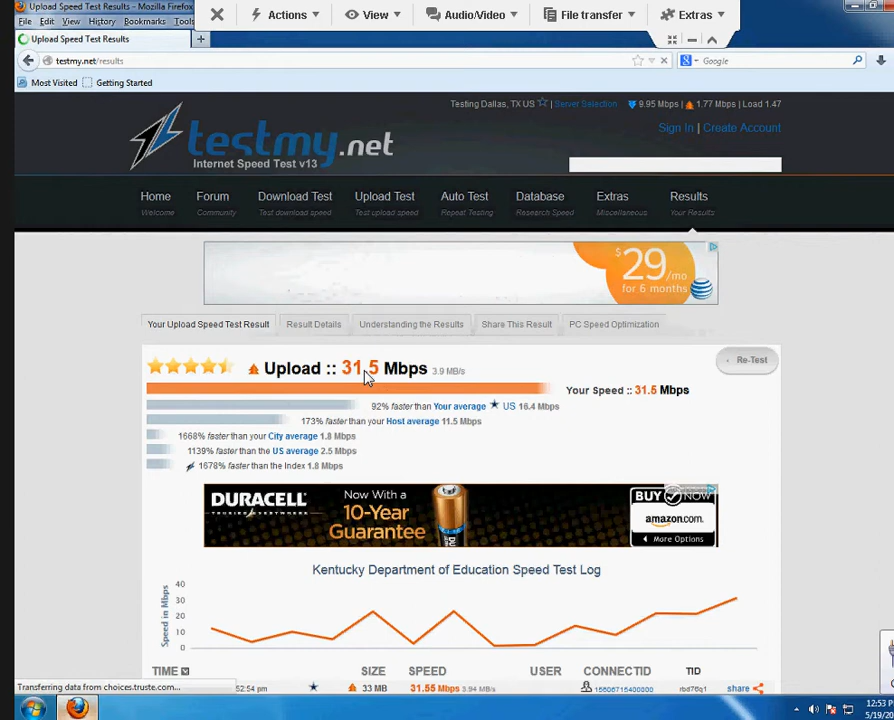 Upload Speed Test Results - Mozilla Firefox
Actions View Audio/Video File transfer Extras
File Edit View History Bookmarks Tools
Upload Speed Test Results
testmy.net/results
Google
Most Visited Getting Started
Testing Dallas, TX US Server Selection 9.95 Mbps | 1.77 Mbps | Load 1.47
testmy.net
Sign In | Create Account
Internet Speed Test v13
Home Forum Download Test Upload Test Auto Test Database Extras Results
Welcome Community Test download speed Test upload speed Repeat Testing Research Speed Miscellaneous Your Results
$29/mo
for 6 months
at&t
Your Upload Speed Test Result Result Details Understanding the Results Share This Result PC Speed Optimization
Upload :: 31.5 Mbps 3.9 MB/s
Re-Test
Your Speed :: 31.5 Mbps
92% faster than Your average US 16.4 Mbps
173% faster than your Host average 11.5 Mbps
1668% faster than your City average 1.8 Mbps
1139% faster than the US average 2.5 Mbps
1678% faster than the Index 1.8 Mbps
DURACELL
TRUSTED EVERYWHERE
Now With a
10-Year
Guarantee
BUY NOW
amazon.com.
More Options
Kentucky Department of Education Speed Test Log
Speed in Mbps
40
30
20
10
0
TIME SIZE SPEED USER CONNECTID TID
52:54 pm 33 MB 31.55 Mbps 3.94 MB/s 15606715400000 share
Transferring data from choices.truste.com...
12:53
5/19/20